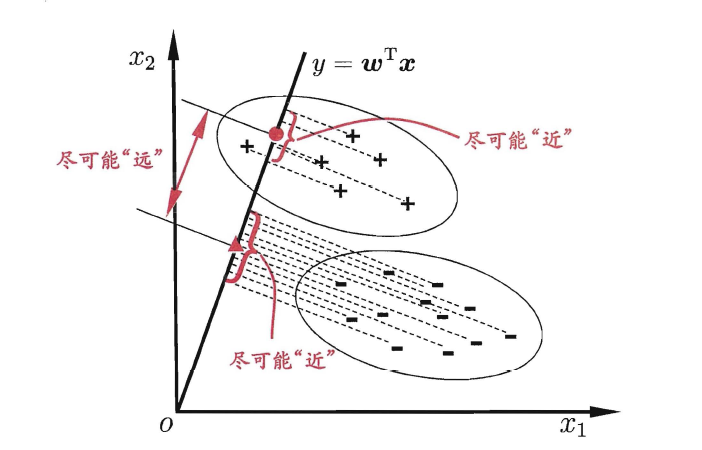 x₂
y = wᵀx
尽可能“近”
尽可能“远”
尽可能“近”
O
x₁